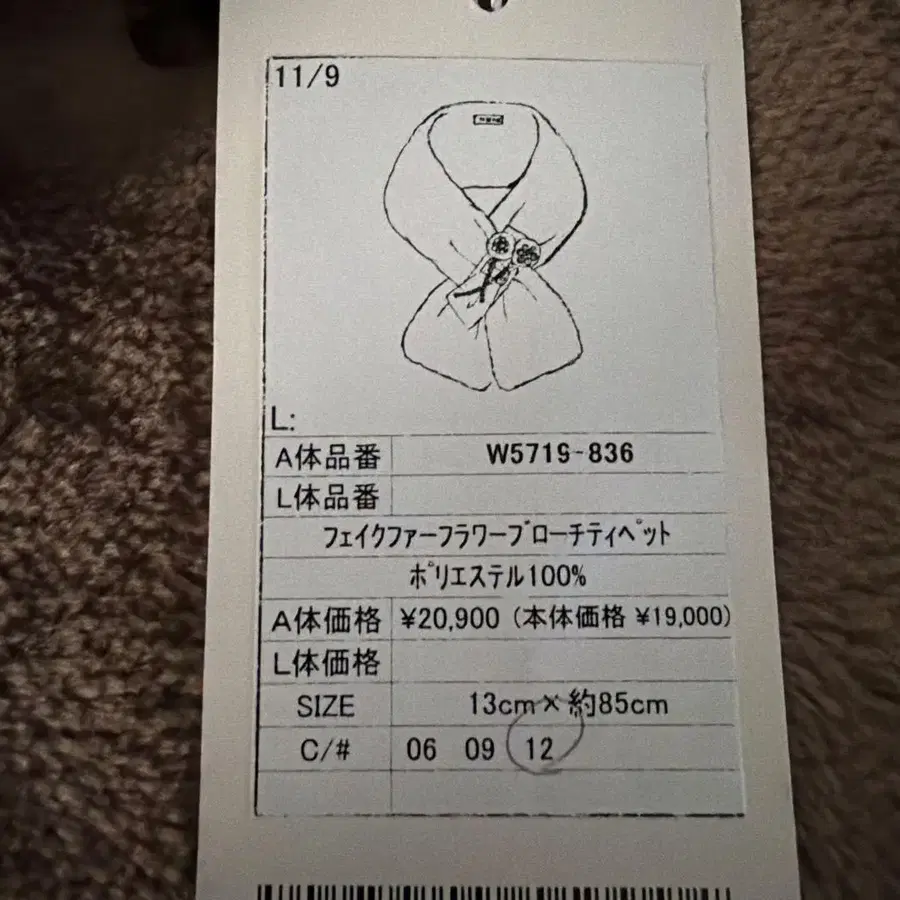 11/9
L:
A体品番 W5719-836
L体品番
フェイクファーフラワーブローチティペット
ポリエステル100%
A体価格 ¥20,900 (本体価格 ¥19,000)
L体価格
SIZE 13cm×約85cm
C/# 06 09 12